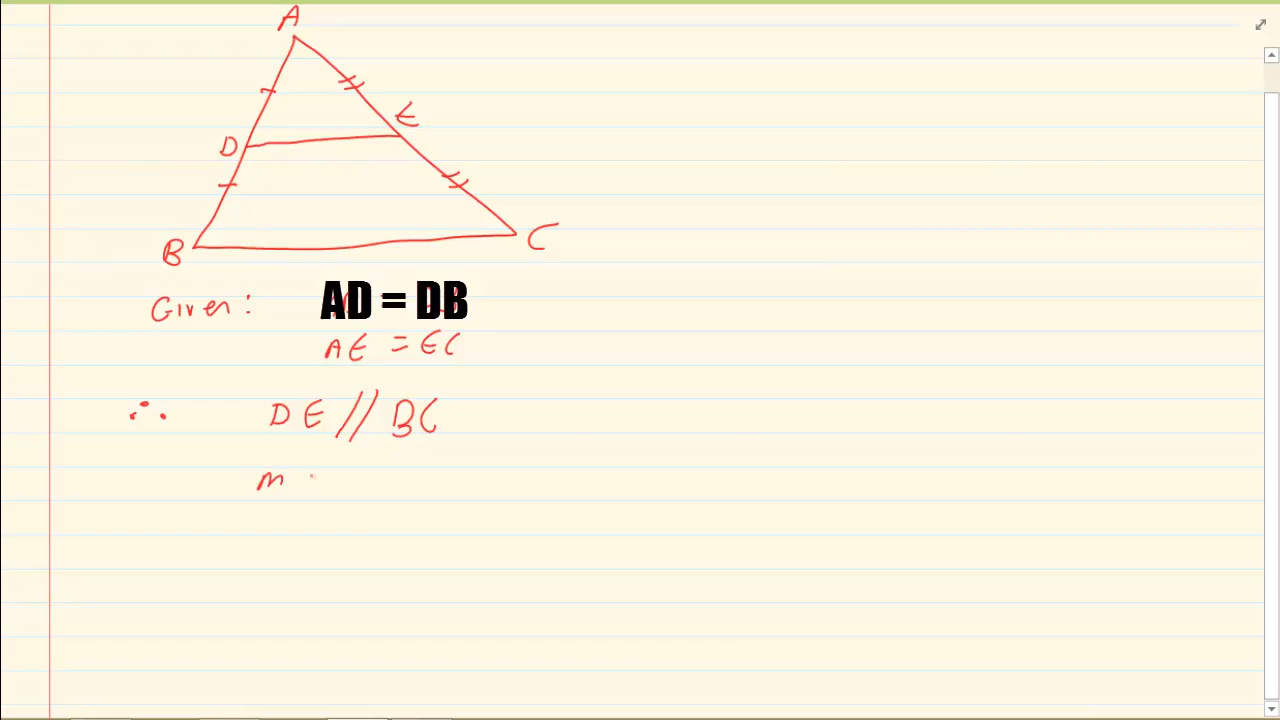 A
E
D
B
C
Given: AD = DB
AE = EC
∴ DE // BC
m